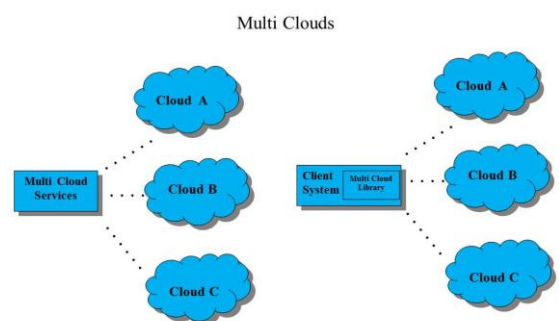 Multi Clouds
Cloud A
Multi Cloud
Services
Cloud B
Cloud C
Cloud A
Client
System
Multi Cloud
Library
Cloud B
Cloud C